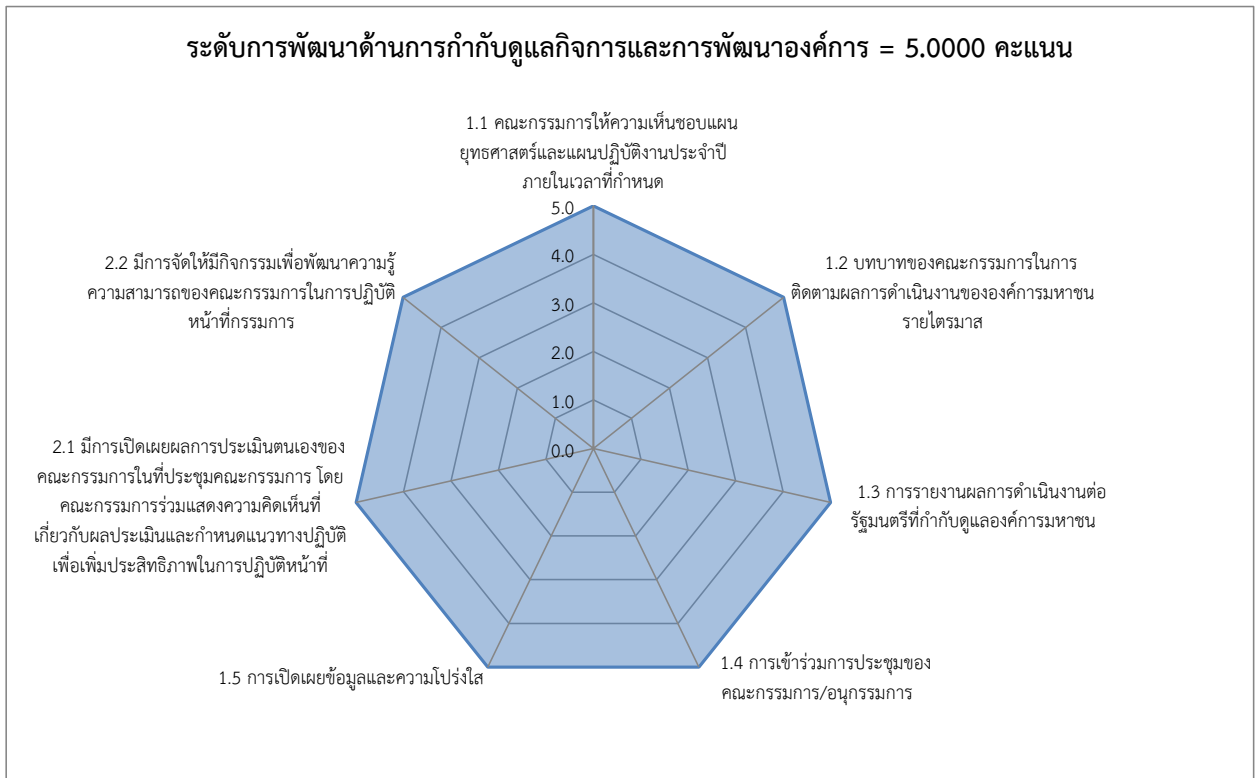 ระดับการพัฒนาด้านการกำกับดูแลกิจการและการพัฒนาองค์การ = 5.0000 คะแนน
1.1 คณะกรรมการให้ความเห็นชอบแผน
ยุทธศาสตร์และแผนปฏิบัติงานประจำปี
ภายในเวลาที่กำหนด
1.2 บทบาทของคณะกรรมการในการ
ติดตามผลการดำเนินงานขององค์การมหาชน
รายไตรมาส
1.3 การรายงานผลการดำเนินงานต่อ
รัฐมนตรีที่กำกับดูแลองค์การมหาชน
1.4 การเข้าร่วมการประชุมของ
คณะกรรมการ/อนุกรรมการ
1.5 การเปิดเผยข้อมูลและความโปร่งใส
2.1 มีการเปิดเผยผลการประเมินตนเองของ
คณะกรรมการในที่ประชุมคณะกรรมการ โดย
คณะกรรมการร่วมแสดงความคิดเห็นที่
เกี่ยวกับผลประเมินและกำหนดแนวทางปฏิบัติ
เพื่อเพิ่มประสิทธิภาพในการปฏิบัติหน้าที่
2.2 มีการจัดให้มีกิจกรรมเพื่อพัฒนาความรู้
ความสามารถของคณะกรรมการในการปฏิบัติ
หน้าที่กรรมการ
5.0
4.0
3.0
2.0
1.0
0.0